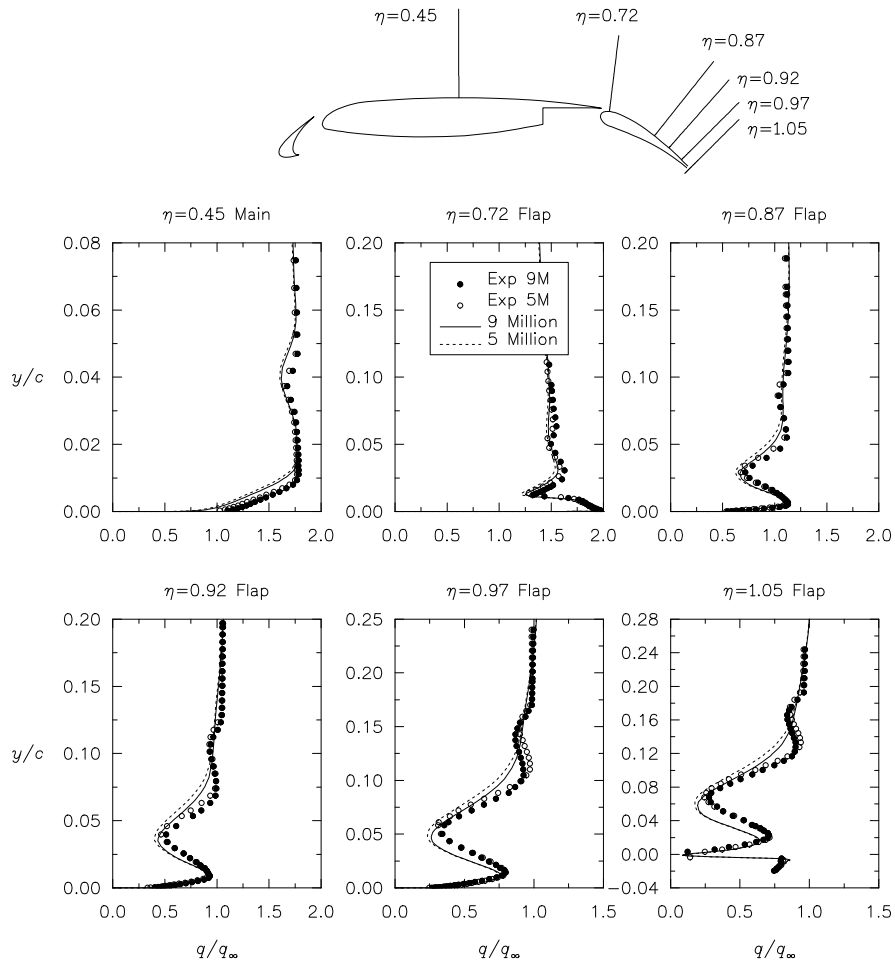 η=0.45
η=0.72
η=0.87
η=0.92
η=0.97
η=1.05
η=0.45 Main
η=0.72 Flap
η=0.87 Flap
0.08
0.06
y/c
0.04
0.02
0.00
0.0 0.5 1.0 1.5 2.0
0.20
0.15
0.10
0.05
0.00
Exp 9M
Exp 5M
9 Million
5 Million
0.0 0.5 1.0 1.5 2.0
0.20
0.15
0.10
0.05
0.00
0.0 0.5 1.0 1.5 2.0
η=0.92 Flap
η=0.97 Flap
η=1.05 Flap
0.20
0.15
y/c
0.10
0.05
0.00
0.0 0.5 1.0 1.5 2.0
q/q∞
0.25
0.20
0.15
0.10
0.05
0.00
0.0 0.5 1.0 1.5
q/q∞
0.28
0.24
0.20
0.16
0.12
0.08
0.04
0.00
−0.04
0.0 0.5 1.0 1.5
q/q∞